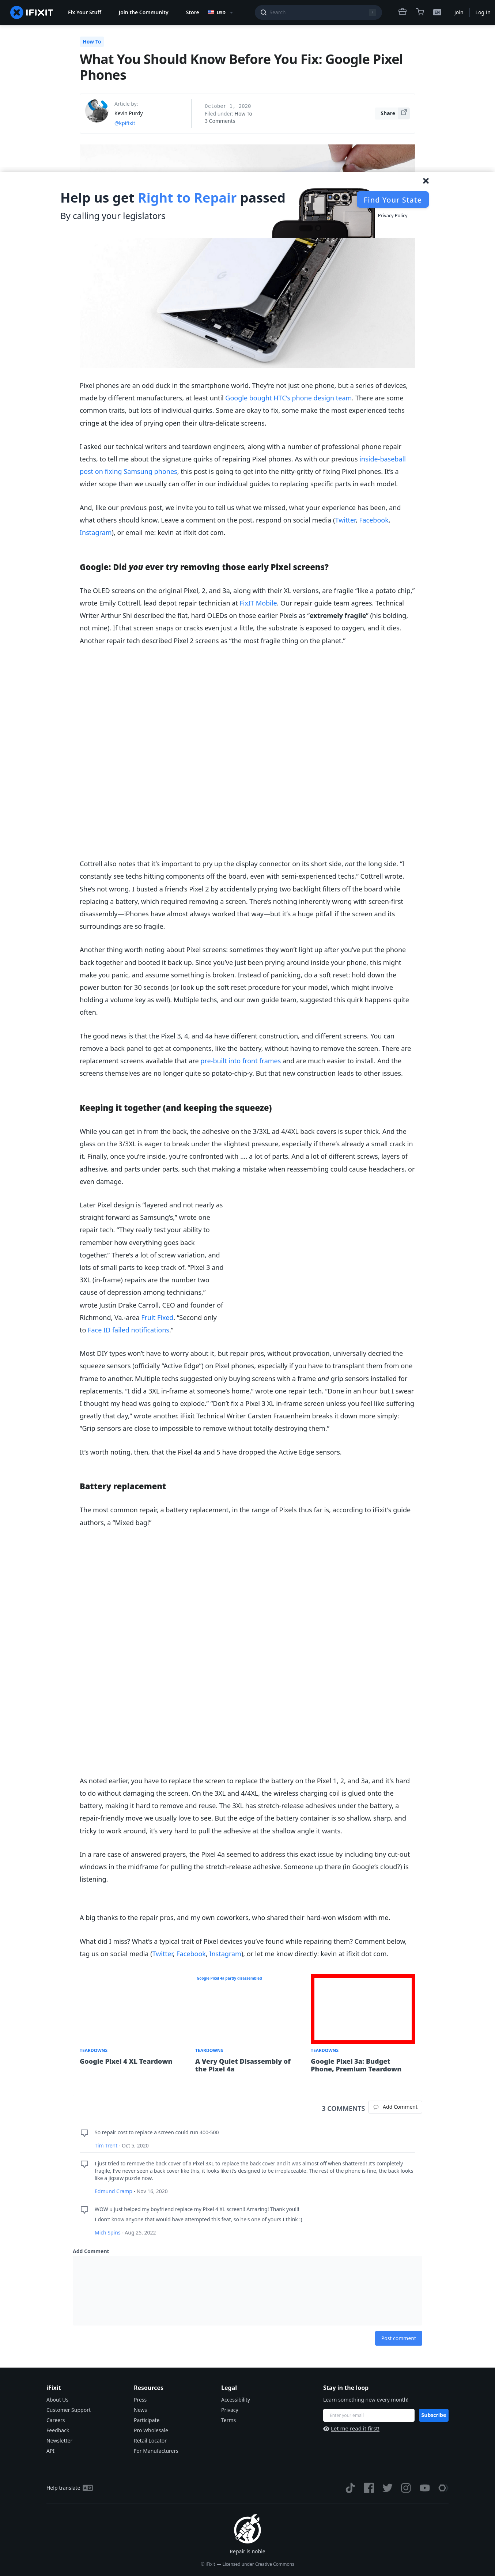 IFIXIT
Fix Your Stuff
Join the Community
Store
USD
Search
/
EN
Join
Log In
How To
What You Should Know Before You Fix: Google Pixel
Phones
Article by:
Kevin Purdy
@kpifixit
October 1, 2020
Filed under: How To
3 Comments
Share
Help us get Right to Repair passed
By calling your legislators
Find Your State
Privacy Policy
Pixel phones are an odd duck in the smartphone world. They’re not just one phone, but a series of devices,
made by different manufacturers, at least until Google bought HTC’s phone design team. There are some
common traits, but lots of individual quirks. Some are okay to fix, some make the most experienced techs
cringe at the idea of prying open their ultra-delicate screens.
I asked our technical writers and teardown engineers, along with a number of professional phone repair
techs, to tell me about the signature quirks of repairing Pixel phones. As with our previous inside-baseball
post on fixing Samsung phones, this post is going to get into the nitty-gritty of fixing Pixel phones. It’s a
wider scope than we usually can offer in our individual guides to replacing specific parts in each model.
And, like our previous post, we invite you to tell us what we missed, what your experience has been, and
what others should know. Leave a comment on the post, respond on social media (Twitter, Facebook,
Instagram), or email me: kevin at ifixit dot com.
Google: Did you ever try removing those early Pixel screens?
The OLED screens on the original Pixel, 2, and 3a, along with their XL versions, are fragile “like a potato chip,”
wrote Emily Cottrell, lead depot repair technician at FixIT Mobile. Our repair guide team agrees. Technical
Writer Arthur Shi described the flat, hard OLEDs on those earlier Pixels as “extremely fragile” (his bolding,
not mine). If that screen snaps or cracks even just a little, the substrate is exposed to oxygen, and it dies.
Another repair tech described Pixel 2 screens as “the most fragile thing on the planet.”
Cottrell also notes that it’s important to pry up the display connector on its short side, not the long side. “I
constantly see techs hitting components off the board, even with semi-experienced techs,” Cottrell wrote.
She’s not wrong. I busted a friend’s Pixel 2 by accidentally prying two backlight filters off the board while
replacing a battery, which required removing a screen. There’s nothing inherently wrong with screen-first
disassembly—iPhones have almost always worked that way—but it’s a huge pitfall if the screen and its
surroundings are so fragile.
Another thing worth noting about Pixel screens: sometimes they won’t light up after you’ve put the phone
back together and booted it back up. Since you’ve just been prying around inside your phone, this might
make you panic, and assume something is broken. Instead of panicking, do a soft reset: hold down the
power button for 30 seconds (or look up the soft reset procedure for your model, which might involve
holding a volume key as well). Multiple techs, and our own guide team, suggested this quirk happens quite
often.
The good news is that the Pixel 3, 4, and 4a have different construction, and different screens. You can
remove a back panel to get at components, like the battery, without having to remove the screen. There are
replacement screens available that are pre-built into front frames and are much easier to install. And the
screens themselves are no longer quite so potato-chip-y. But that new construction leads to other issues.
Keeping it together (and keeping the squeeze)
While you can get in from the back, the adhesive on the 3/3XL ad 4/4XL back covers is super thick. And the
glass on the 3/3XL is eager to break under the slightest pressure, especially if there’s already a small crack in
it. Finally, once you’re inside, you’re confronted with …. a lot of parts. And a lot of different screws, layers of
adhesive, and parts under parts, such that making a mistake when reassembling could cause headaches, or
even damage.
Later Pixel design is “layered and not nearly as
straight forward as Samsung’s,” wrote one
repair tech. “They really test your ability to
remember how everything goes back
together.” There’s a lot of screw variation, and
lots of small parts to keep track of. “Pixel 3 and
3XL (in-frame) repairs are the number two
cause of depression among technicians,”
wrote Justin Drake Carroll, CEO and founder of
Richmond, Va.-area Fruit Fixed. “Second only
to Face ID failed notifications.”
Most DIY types won’t have to worry about it, but repair pros, without provocation, universally decried the
squeeze sensors (officially “Active Edge”) on Pixel phones, especially if you have to transplant them from one
frame to another. Multiple techs suggested only buying screens with a frame and grip sensors installed for
replacements. “I did a 3XL in-frame at someone’s home,” wrote one repair tech. “Done in an hour but I swear
I thought my head was going to explode.” “Don’t fix a Pixel 3 XL in-frame screen unless you feel like suffering
greatly that day,” wrote another. iFixit Technical Writer Carsten Frauenheim breaks it down more simply:
“Grip sensors are close to impossible to remove without totally destroying them.”
It’s worth noting, then, that the Pixel 4a and 5 have dropped the Active Edge sensors.
Battery replacement
The most common repair, a battery replacement, in the range of Pixels thus far is, according to iFixit’s guide
authors, a “Mixed bag!”
As noted earlier, you have to replace the screen to replace the battery on the Pixel 1, 2, and 3a, and it’s hard
to do without damaging the screen. On the 3XL and 4/4XL, the wireless charging coil is glued onto the
battery, making it hard to remove and reuse. The 3XL has stretch-release adhesives under the battery, a
repair-friendly move we usually love to see. But the edge of the battery container is so shallow, sharp, and
tricky to work around, it’s very hard to pull the adhesive at the shallow angle it wants.
In a rare case of answered prayers, the Pixel 4a seemed to address this exact issue by including tiny cut-out
windows in the midframe for pulling the stretch-release adhesive. Someone up there (in Google’s cloud?) is
listening.
A big thanks to the repair pros, and my own coworkers, who shared their hard-won wisdom with me.
What did I miss? What’s a typical trait of Pixel devices you’ve found while repairing them? Comment below,
tag us on social media (Twitter, Facebook, Instagram), or let me know directly: kevin at ifixit dot com.
Google Pixel 4a partly disassembled
TEARDOWNS
Google Pixel 4 XL Teardown
TEARDOWNS
A Very Quiet Disassembly of
the Pixel 4a
TEARDOWNS
Google Pixel 3a: Budget
Phone, Premium Teardown
3 COMMENTS
Add Comment
So repair cost to replace a screen could run 400-500
Tim Trent - Oct 5, 2020
I just tried to remove the back cover of a Pixel 3XL to replace the back cover and it was almost off when shattered! It’s completely
fragile, I’ve never seen a back cover like this, it looks like it’s designed to be irreplaceable. The rest of the phone is fine, the back looks
like a jigsaw puzzle now.
Edmund Cramp - Nov 16, 2020
WOW u just helped my boyfriend replace my Pixel 4 XL screen!! Amazing! Thank you!!!
I don't know anyone that would have attempted this feat, so he's one of yours I think :)
Mich Spins - Aug 25, 2022
Add Comment
Post comment
iFixit
About Us
Customer Support
Careers
Feedback
Newsletter
API
Resources
Press
News
Participate
Pro Wholesale
Retail Locator
For Manufacturers
Legal
Accessibility
Privacy
Terms
Stay in the loop
Learn something new every month!
Enter your email
Subscribe
Let me read it first!
Help translate
Repair is noble
© iFixit — Licensed under Creative Commons